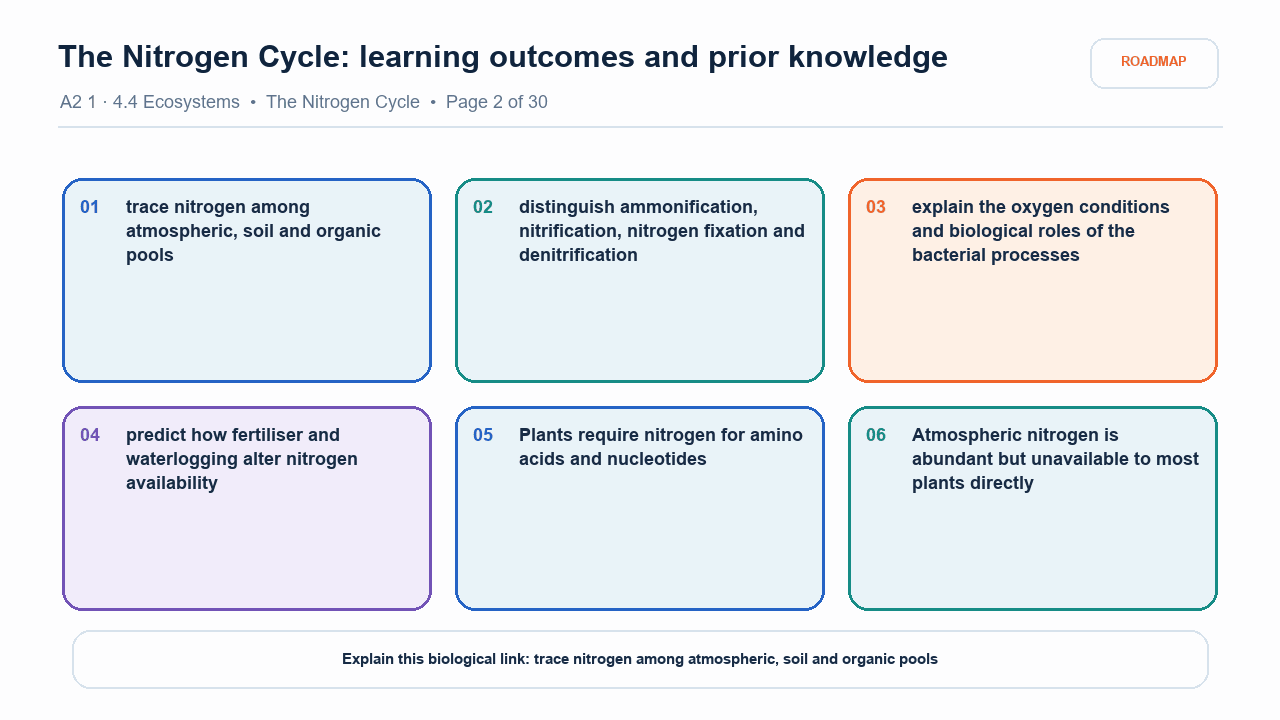 The Nitrogen Cycle: learning outcomes and prior knowledge
ROADMAP
A2 1 · 4.4 Ecosystems • The Nitrogen Cycle • Page 2 of 30
01
trace nitrogen among
atmospheric, soil and organic
pools
02
distinguish ammonification,
nitrification, nitrogen fixation and
denitrification
03
explain the oxygen conditions
and biological roles of the
bacterial processes
04
predict how fertiliser and
waterlogging alter nitrogen
availability
05
Plants require nitrogen for amino
acids and nucleotides
06
Atmospheric nitrogen is
abundant but unavailable to most
plants directly
Explain this biological link: trace nitrogen among atmospheric, soil and organic pools